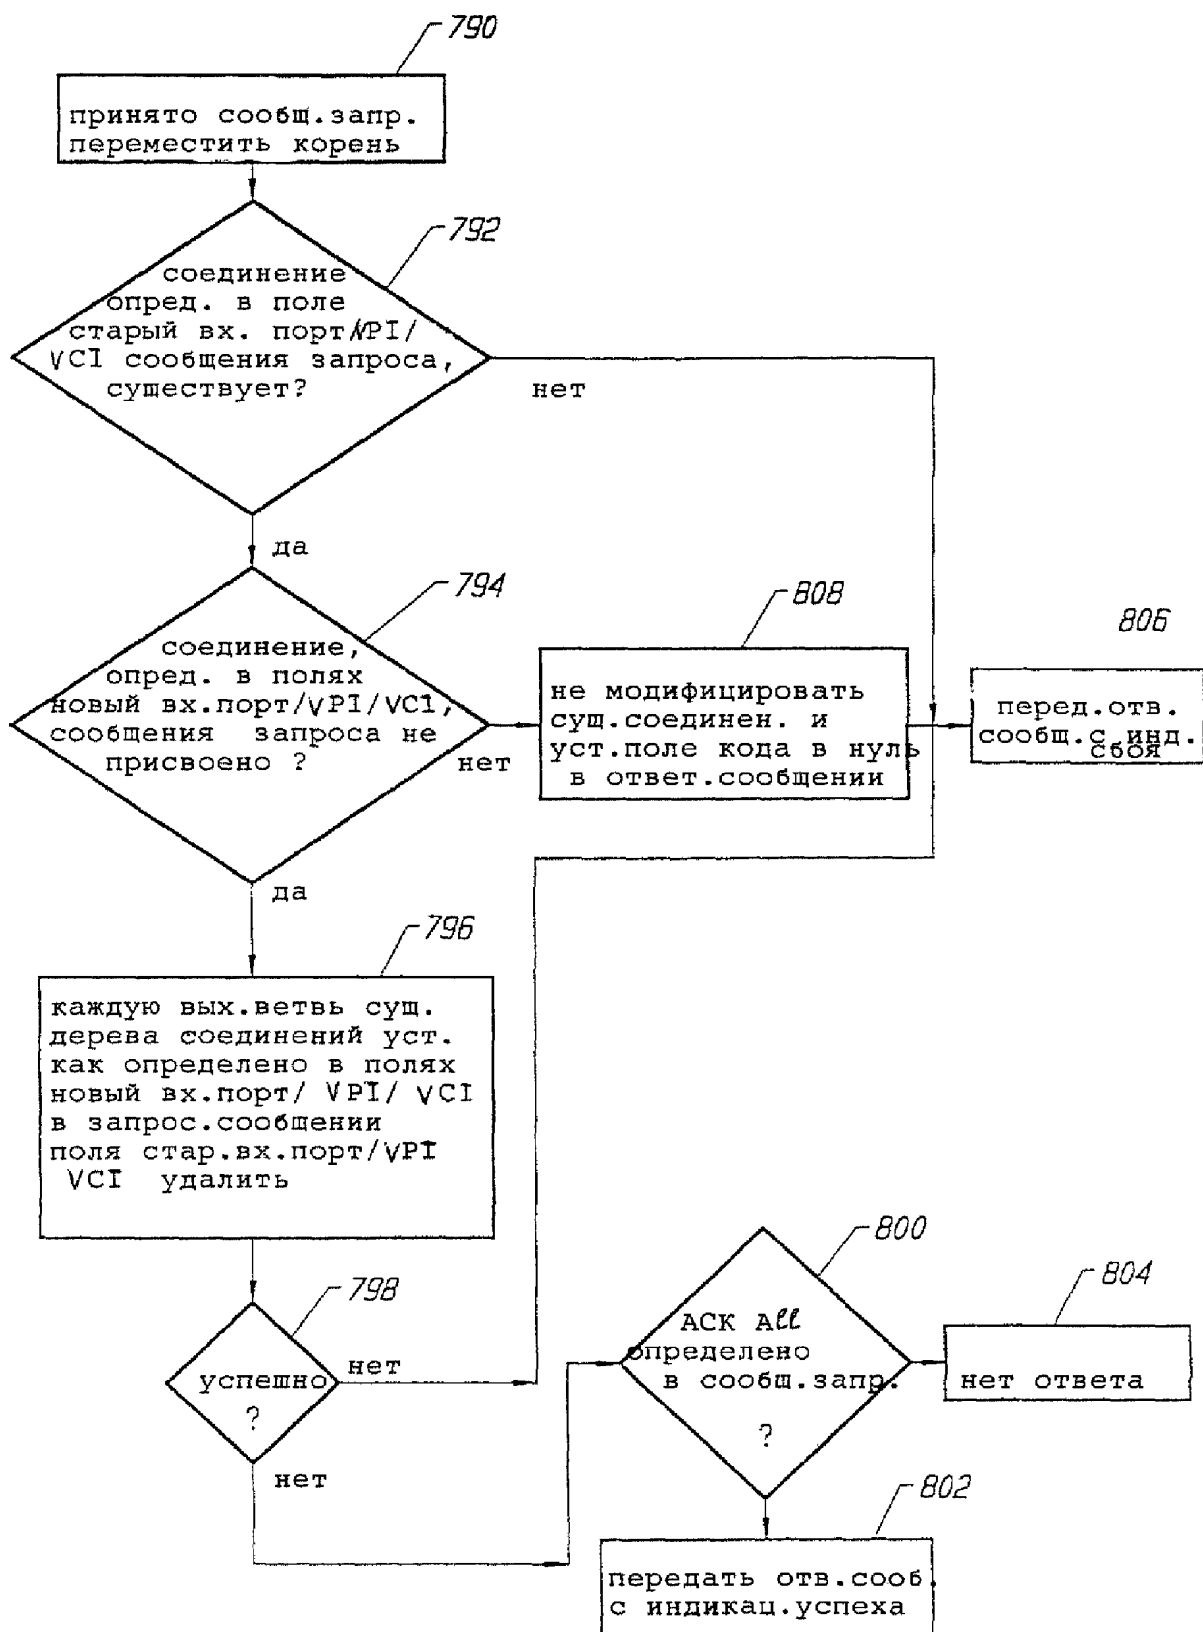 790
принято сообщ.запр.
переместить корень
792
соединение
опред. в поле
старый вх. порт/VPI/
VC1 сообщения запроса,
существует?
нет
да
794
соединение,
опред. в полях
новый вх.порт/VPI/VC1,
сообщения запроса не
присвоено ?
нет
да
808
не модифицировать
сущ.соединен. и
уст.поле кода в нуль
в ответ.сообщении
806
перед.отв.
сообщ.с инд.
сбоя
796
каждую вых.ветвь сущ.
дерева соединений уст.
как определено в полях
новый вх.порт/ VPI/ VCI
в запрос.сообщении
поля стар.вх.порт/VPI
VCI удалить
798
успешно
?
нет
нет
800
ACK All
определено
в сообщ.запр.
?
804
нет ответа
802
передать отв.сооб.
с индикац.успеха